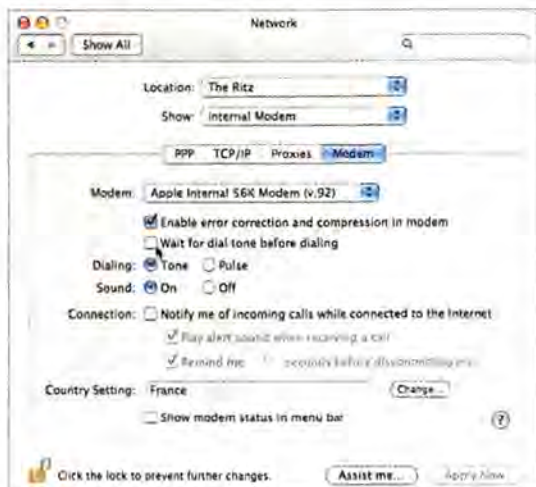 Network
Show All
Location: The Ritz
Show: Internal Modem
PPP TCP/IP Proxies Modem
Modem: Apple Internal 56K Modem (v.92)
Enable error correction and compression in modem
Wait for dial tone before dialing
Dialing: Tone Pulse
Sound: On Off
Connection: Notify me of incoming calls while connected to the Internet
Play alert sound when receiving a call
Remind me seconds before disconnecting me
Country Setting: France Change...
Show modem status in menu bar
?
Click the lock to prevent further changes. Assist me... Apply Now